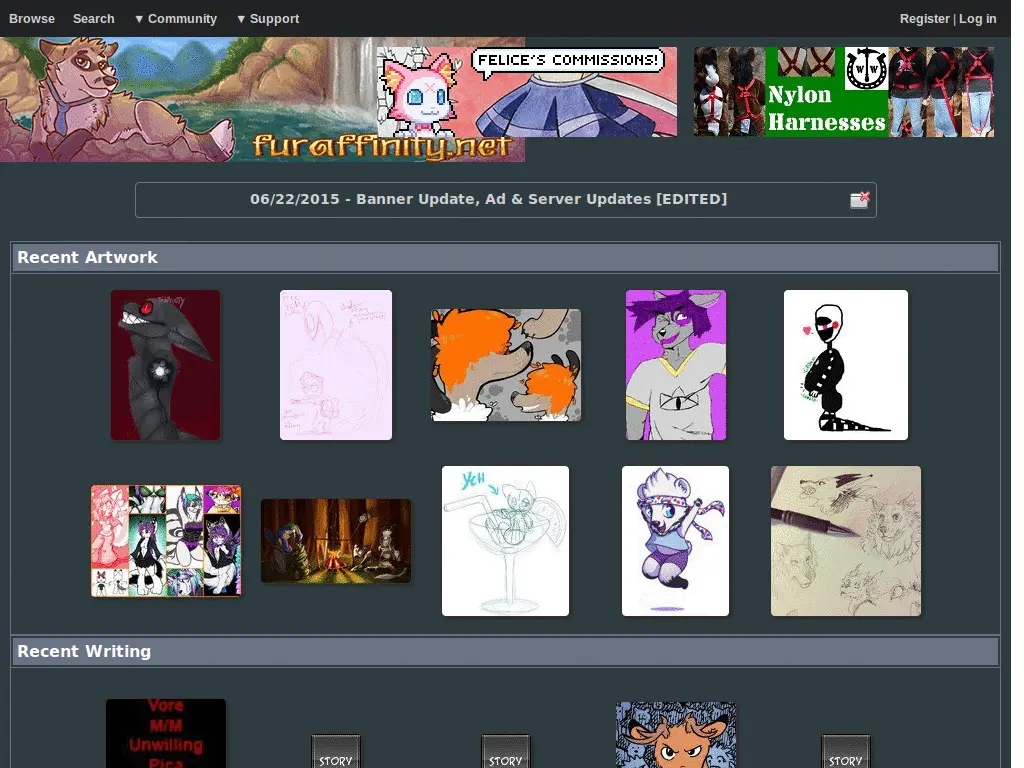 Browse Search ▼ Community ▼ Support Register | Log in
FELICE'S COMMISSIONS!
furaffinity.net
W W
Nylon
Harnesses
06/22/2015 - Banner Update, Ad & Server Updates [EDITED]
Recent Artwork
YCH
Recent Writing
Vore
M/M
Unwilling
Pica
STORY
STORY
STORY